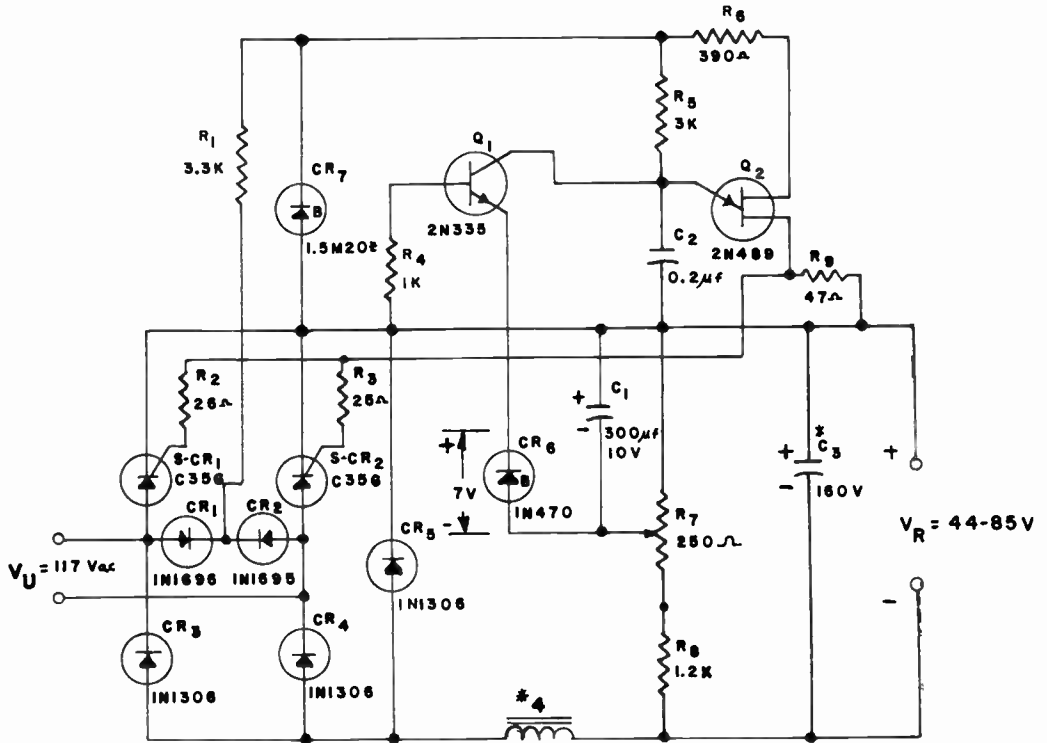 R6
390Ω
R1
3.3K
R5
3K
Q1
Q2
CR7
B
1.5M20z
2N335
R4
1K
C2
0.2μf
2N489
R9
47Ω
R2
26Ω
R3
26Ω
C1
+
-
300μf
10V
*
C3
+
-
160V
+
S-CR1
C35G
S-CR2
C35G
+
7V
-
CR6
B
1N470
CR1
CR2
R7
250Ω
VR = 44-85V
CR5
VU = 117 Vac
1N1696
1N1695
1N1306
-
CR3
CR4
R8
1.2K
1N1306
1N1306
*4